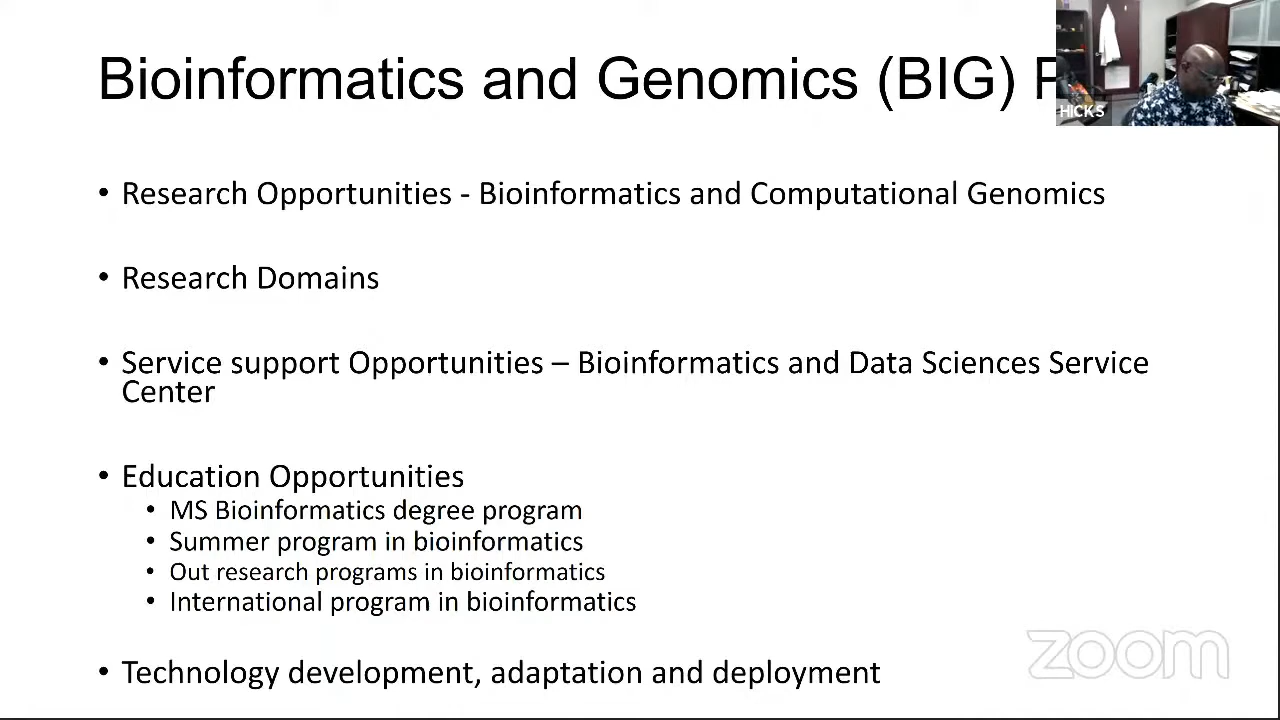 Bioinformatics and Genomics (BIG)
HICKS
• Research Opportunities - Bioinformatics and Computational Genomics
• Research Domains
• Service support Opportunities – Bioinformatics and Data Sciences Service
Center
• Education Opportunities
• MS Bioinformatics degree program
• Summer program in bioinformatics
• Out research programs in bioinformatics
• International program in bioinformatics
zoom
• Technology development, adaptation and deployment